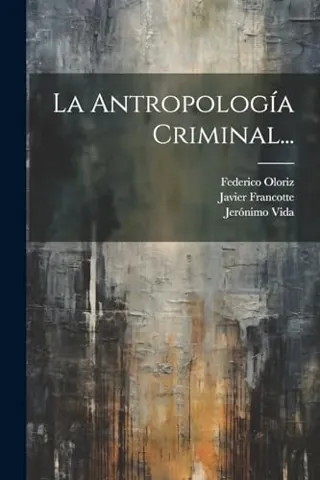 La Antropología
Criminal...
Federico Oloriz
Javier Francotte
Jerónimo Vida